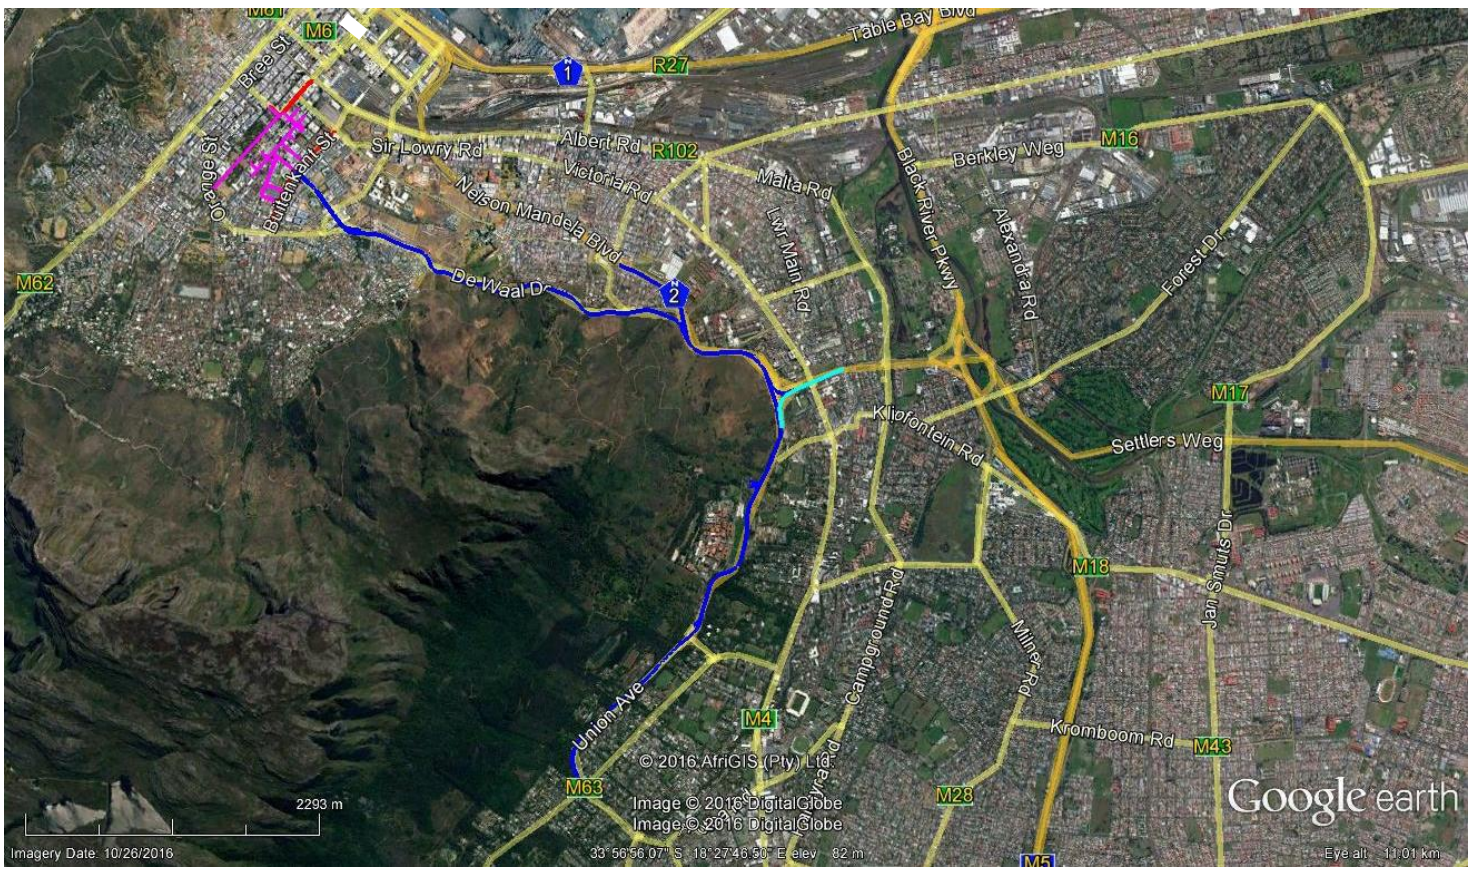 M61
M6
Table Bay Blvd
Bree St
N
1
R27
Orange St
Buitenkant St
Sir Lowry Rd
Albert Rd
R102
M16
Berkley Weg
Victoria Rd
Malta Rd
Nelson Mandela Blvd
Lwr Main Rd
Black River Pkwy
Alexandra Rd
Forest Dr
M62
De Waal Dr
N
2
M17
Kliofontein Rd
Settlers Weg
Jan Smuts Dr
M18
Campground Rd
Milner Rd
Union Ave
M4
Kromboom Rd
M43
© 2016 AfriGIS (Pty) Ltd.
M63
M28
Google earth
2293 m
Image © 2016 DigitalGlobe
Image © 2016 DigitalGlobe
Imagery Date: 10/26/2016
33°56'56.07" S 18°27'46.50" E elev 82 m
Eye alt 11.01 km
M5